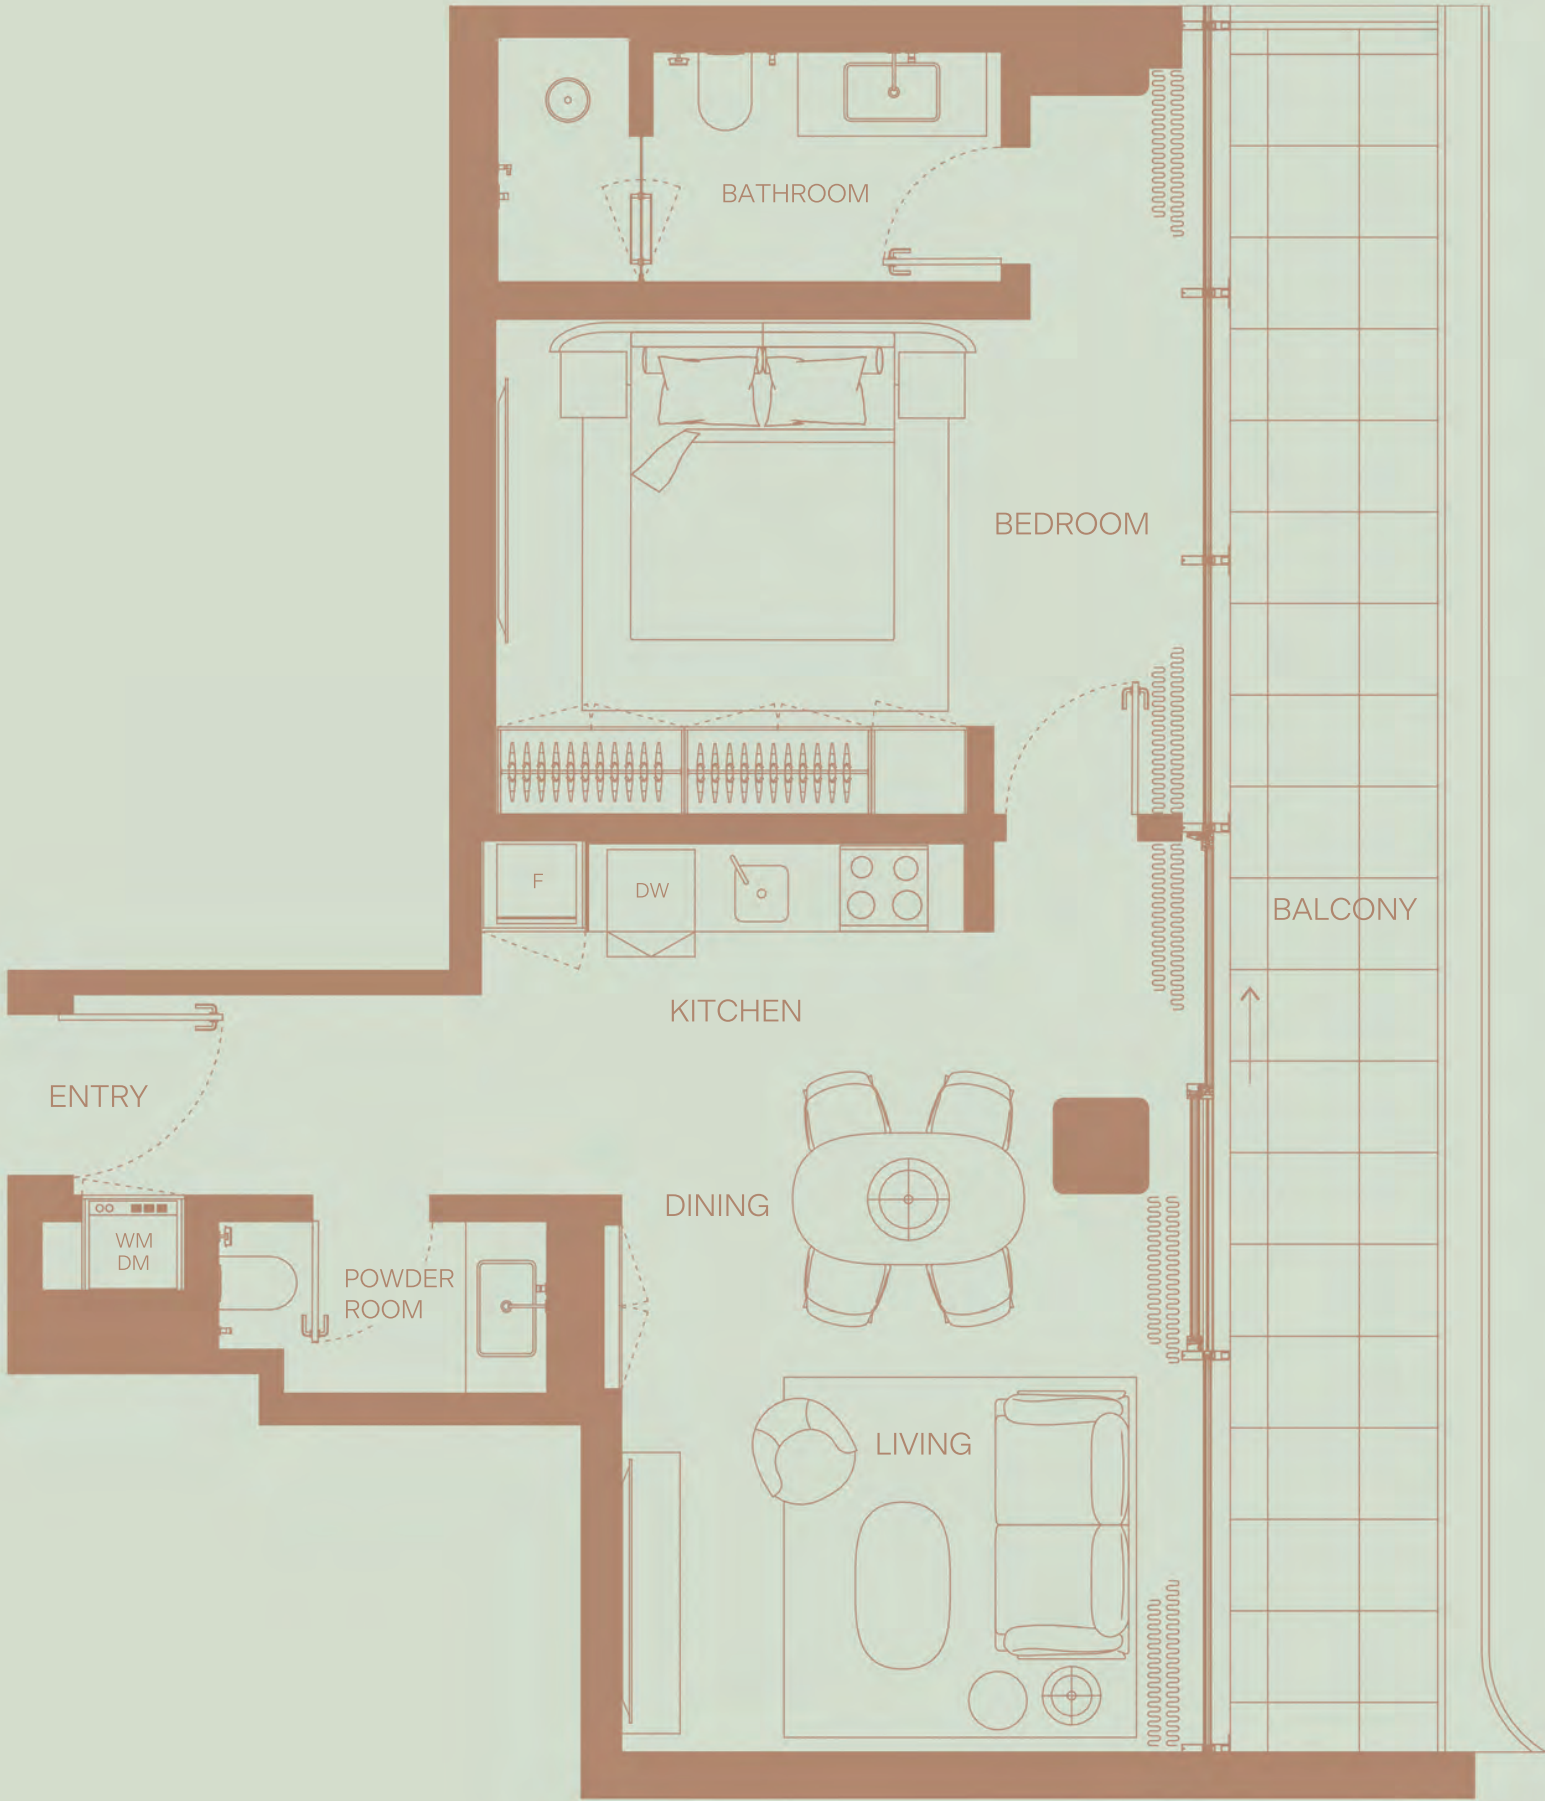 BATHROOM
BEDROOM
F
DW
BALCONY
KITCHEN
ENTRY
DINING
WM
DM
POWDER
ROOM
LIVING